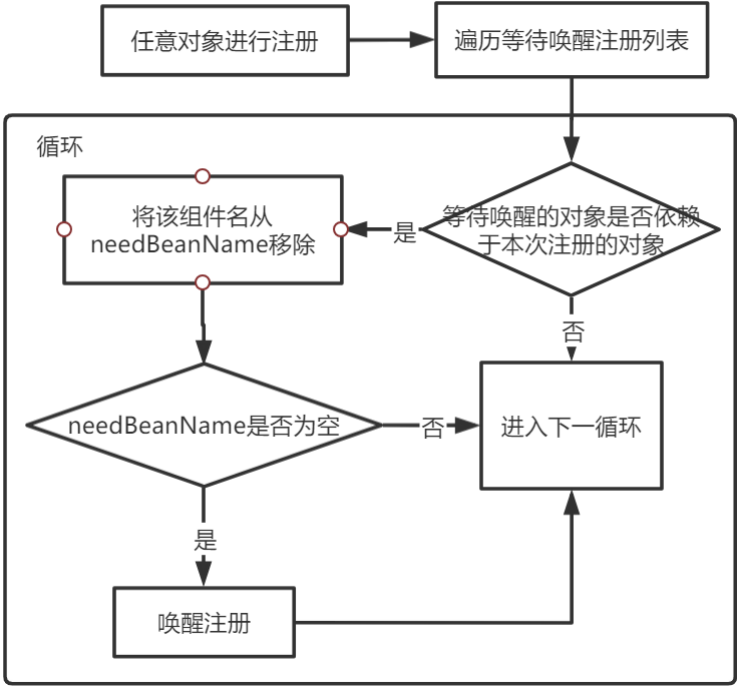 任意对象进行注册
遍历等待唤醒注册列表
循环
将该组件名从
needBeanName移除
是
等待唤醒的对象是否依赖
于本次注册的对象
否
needBeanName是否为空
否
进入下一循环
是
唤醒注册